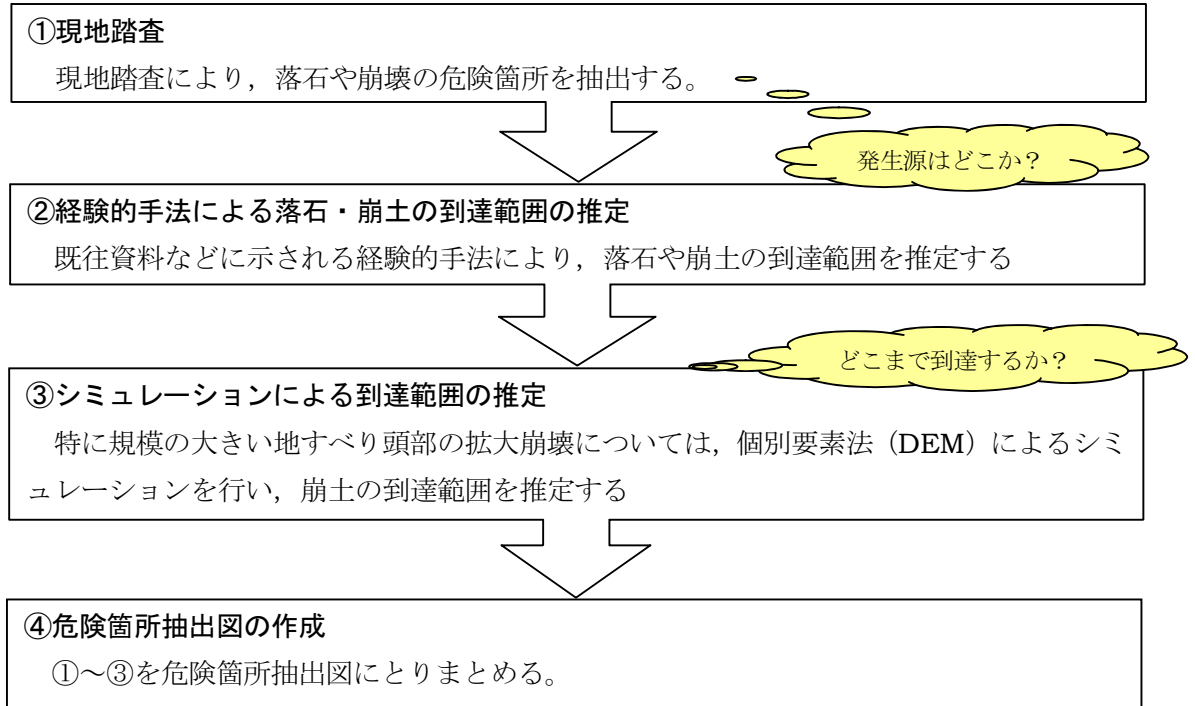 ①現地踏査
現地踏査により，落石や崩壊の危険箇所を抽出する。
発生源はどこか？
②経験的手法による落石・崩土の到達範囲の推定
既往資料などに示される経験的手法により，落石や崩土の到達範囲を推定する
どこまで到達するか？
③シミュレーションによる到達範囲の推定
特に規模の大きい地すべり頭部の拡大崩壊については，個別要素法（DEM）によるシミ
ュレーションを行い，崩土の到達範囲を推定する
④危険箇所抽出図の作成
①～③を危険箇所抽出図にとりまとめる。